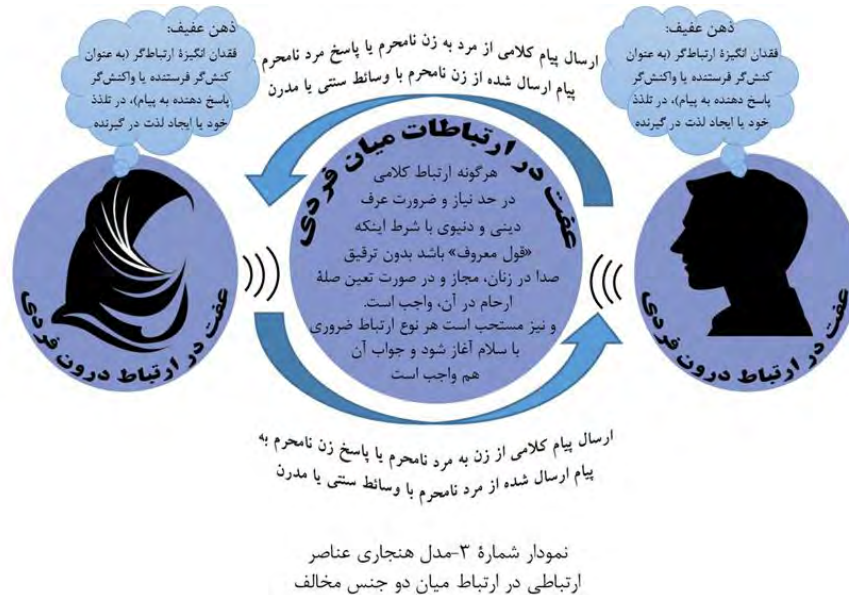 ذهن عفیف:
فقدان انگیزهٔ ارتباط‌گر (به عنوان
کنش‌گر فرستنده یا واکنش‌گر
پاسخ دهنده به پیام)، در تلذذ
خود یا ایجاد لذت در گیرنده
ارسال پیام کلامی از مرد به زن نامحرم یا پاسخ مرد نامحرم
پیام ارسال شده از زن نامحرم با وسائط سنتی یا مدرن
ذهن عفیف:
فقدان انگیزهٔ ارتباط‌گر (به عنوان
کنش‌گر فرستنده یا واکنش‌گر
پاسخ دهنده به پیام)، در تلذذ
خود یا ایجاد لذت در گیرنده
عفت در ارتباط درون فردی
عفت در ارتباطات میان فردی
هرگونه ارتباط کلامی
در حد نیاز و ضرورت عرف
دینی و دنیوی با شرط اینکه
«قول معروف» باشد بدون ترقیق
صدا در زنان، مجاز و در صورت تعین صلهٔ
ارحام در آن، واجب است.
و نیز مستحب است هر نوع ارتباط ضروری
با سلام آغاز شود و جواب آن
هم واجب است
عفت در ارتباط درون فردی
ارسال پیام کلامی از زن به مرد نامحرم یا پاسخ زن نامحرم به
پیام ارسال شده از مرد نامحرم با وسائط سنتی یا مدرن
نمودار شمارهٔ ۳-مدل هنجاری عناصر
ارتباطی در ارتباط میان دو جنس مخالف